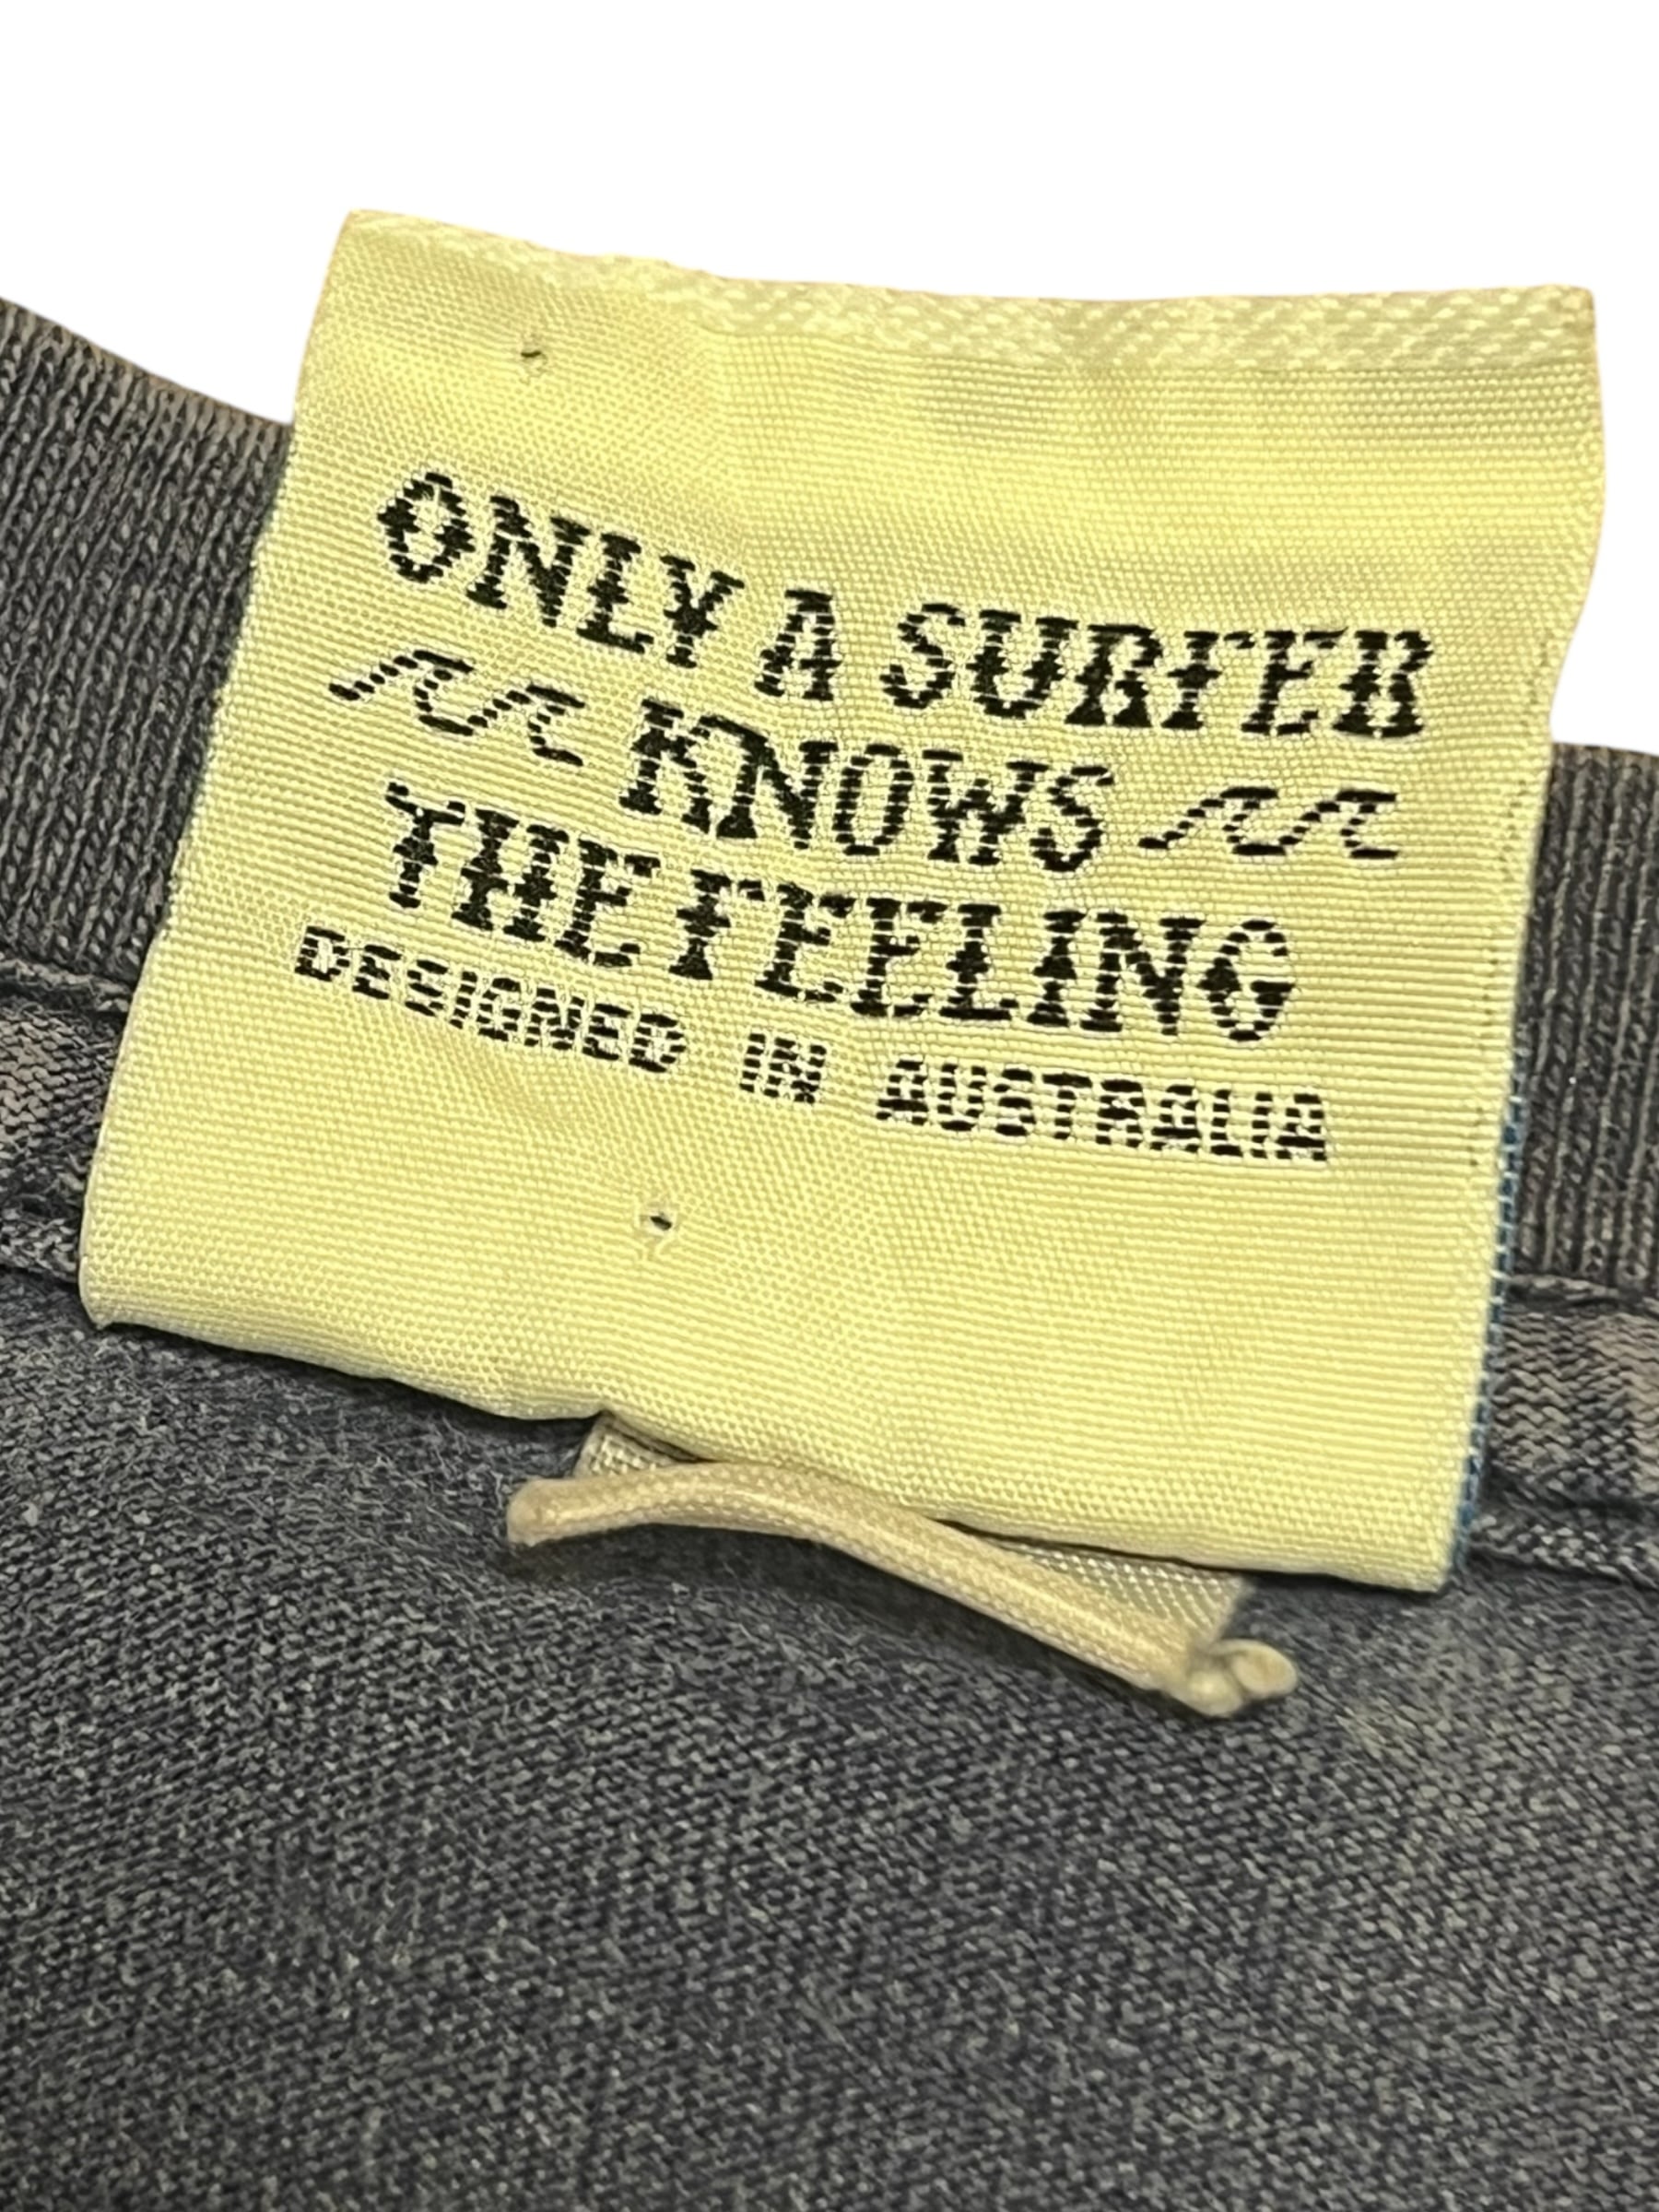 ONLY A SURFER
KNOWS
THE FEELING
DESIGNED IN AUSTRALIA